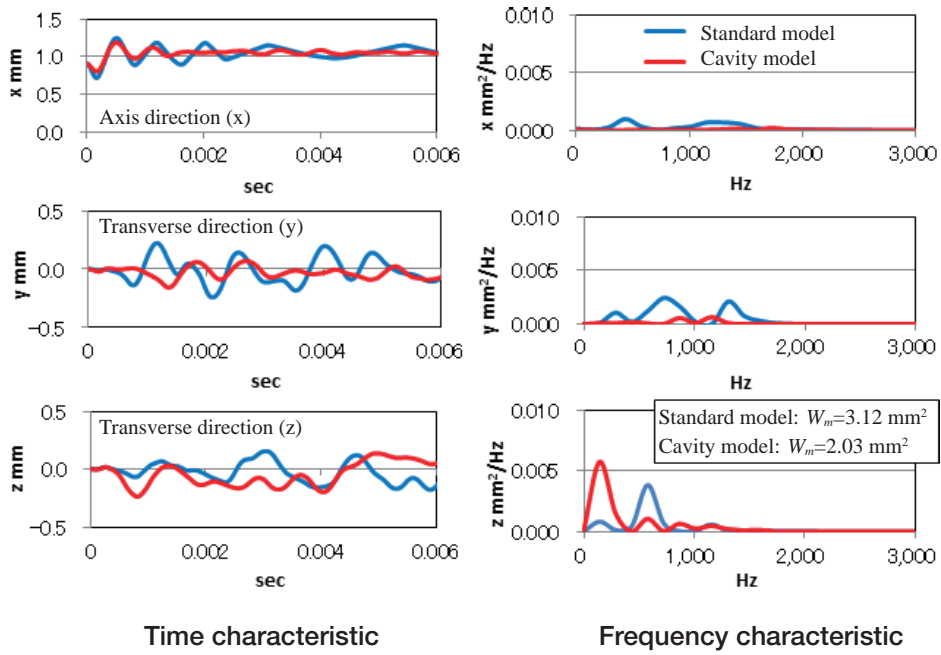 1.5
1.0
0.5
0.0
x mm
Axis direction (x)
0
0.002
0.004
0.006
sec
0.010
0.005
0.000
x mm²/Hz
Standard model
Cavity model
0
1,000
2,000
3,000
Hz
0.5
0.0
−0.5
y mm
Transverse direction (y)
0
0.002
0.004
0.006
sec
0.010
0.005
0.000
y mm²/Hz
0
1,000
2,000
3,000
Hz
0.5
0.0
−0.5
z mm
Transverse direction (z)
0
0.002
0.004
0.006
sec
0.010
0.005
0.000
z mm²/Hz
Standard model: Wm=3.12 mm²
Cavity model: Wm=2.03 mm²
0
1,000
2,000
3,000
Hz
Time characteristic
Frequency characteristic